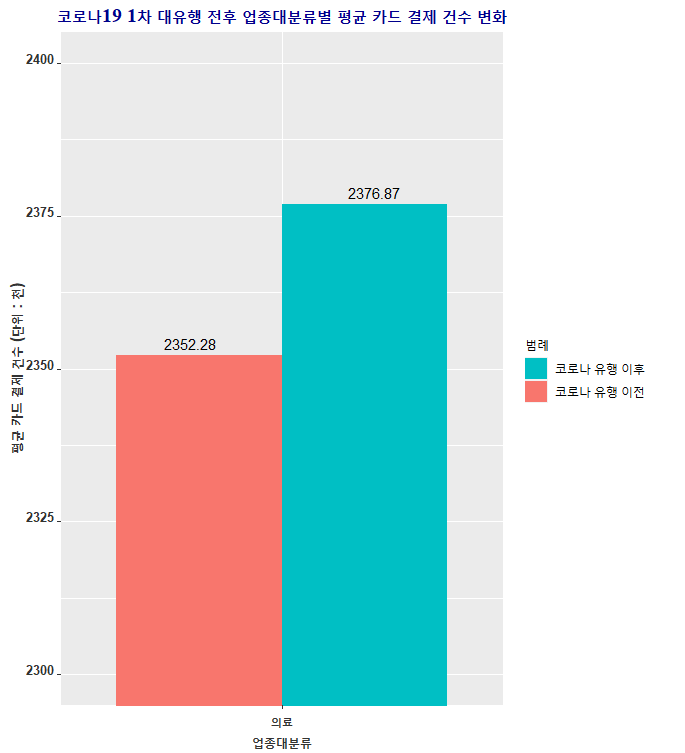 코로나19 1차 대유행 전후 업종대분류별 평균 카드 결제 건수 변화
2400
2375
2350
2325
2300
평균 카드 결제 건수 (단위 : 천)
2352.28
2376.87
의료
업종대분류
범례
코로나 유행 이후
코로나 유행 이전